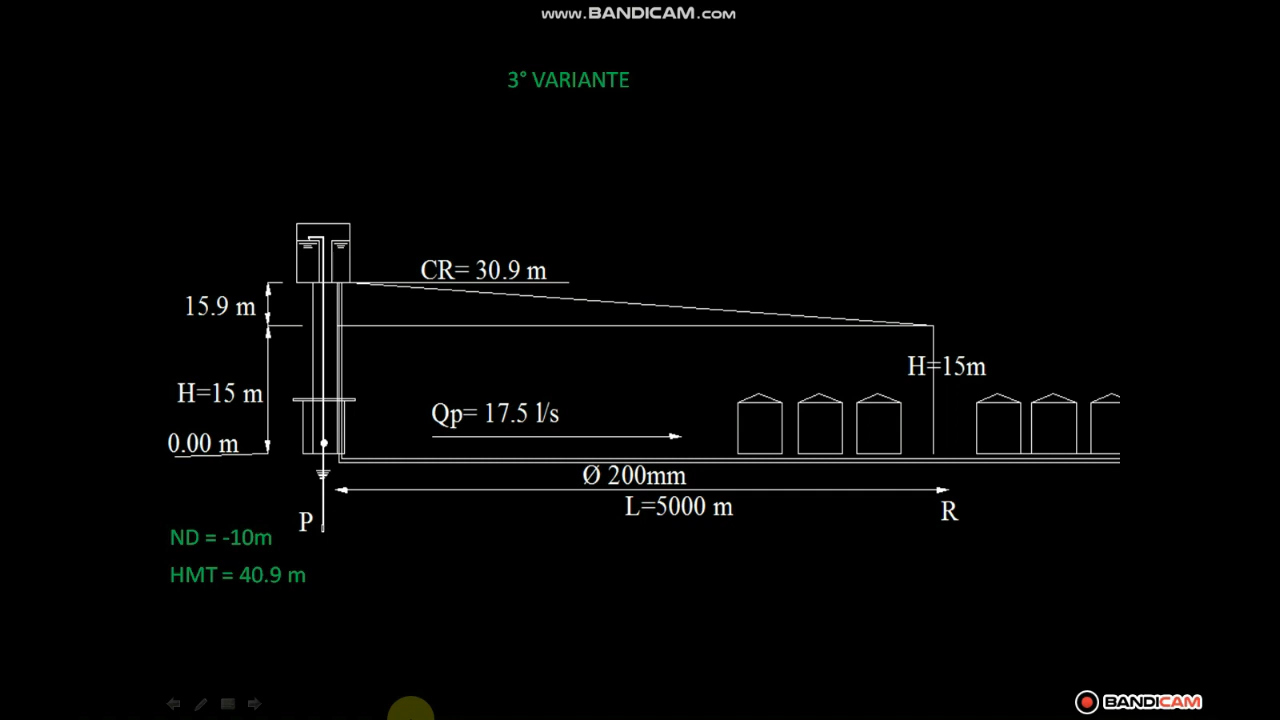 www.BANDICAM.com
3° VARIANTE
CR= 30.9 m
15.9 m
H=15m
H=15 m
Qp= 17.5 l/s
0.00 m
Ø 200mm
L=5000 m
P
R
ND = -10m
HMT = 40.9 m
BANDICAM